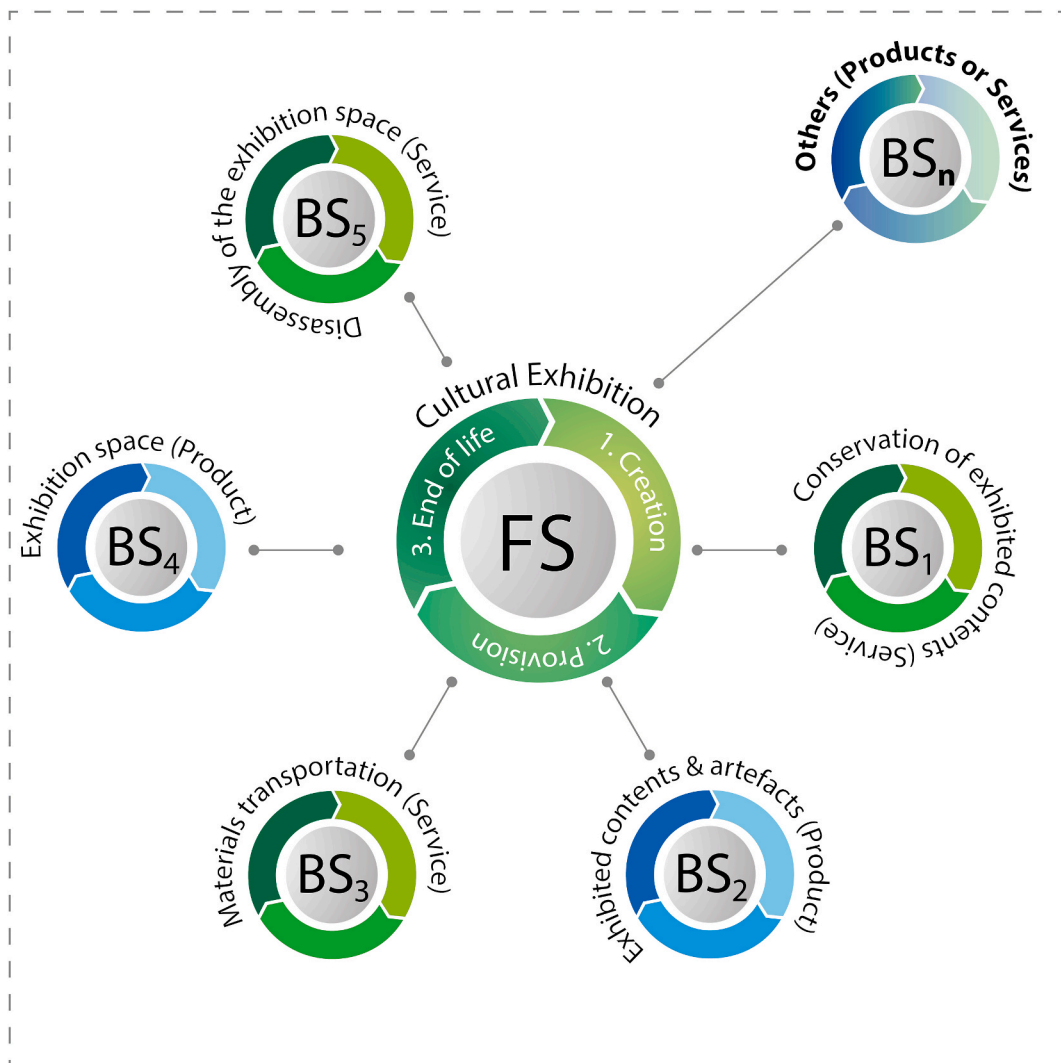 Others (Products or Services)
BSn
Disassembly of the exhibition space (Service)
BS5
Cultural Exhibition
1. Creation
2. Provision
3. End of life
FS
Exhibition space (Product)
BS4
Conservation of exhibited contents (Service)
BS1
Materials transportation (Service)
BS3
Exhibited contents & artefacts (Product)
BS2